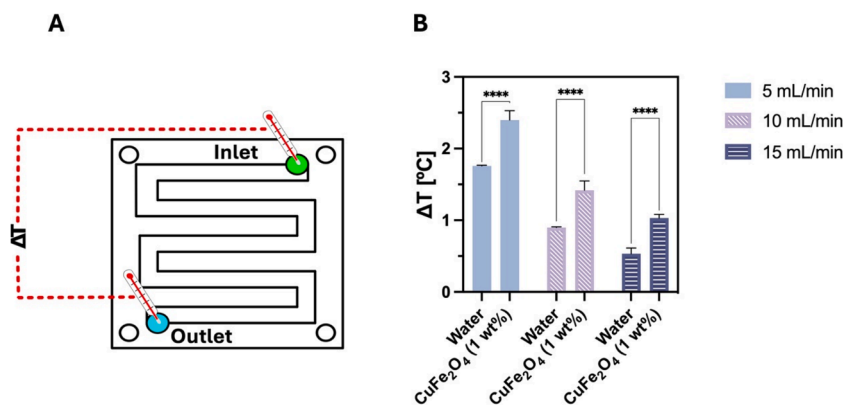 A
Inlet
ΔT
Outlet
B
3
2
1
0
ΔT [ºC]
****
****
****
Water
CuFe₂O₄ (1 wt%)
Water
CuFe₂O₄ (1 wt%)
Water
CuFe₂O₄ (1 wt%)
5 mL/min
10 mL/min
15 mL/min